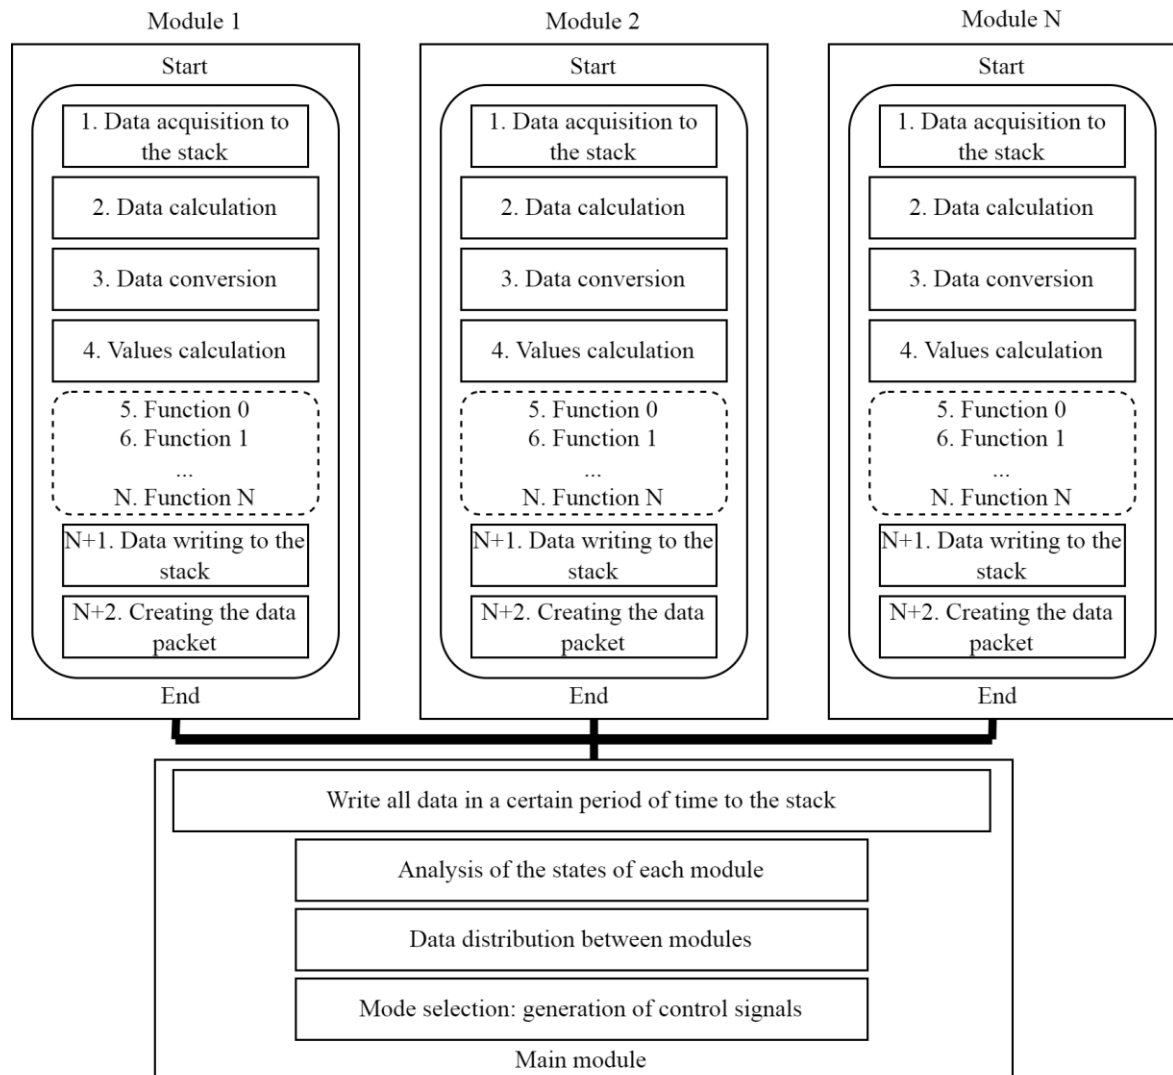 Module 1
Start
1. Data acquisition to
the stack
2. Data calculation
3. Data conversion
4. Values calculation
5. Function 0
6. Function 1
...
N. Function N
N+1. Data writing to the
stack
N+2. Creating the data
packet
End
Module 2
Start
1. Data acquisition to
the stack
2. Data calculation
3. Data conversion
4. Values calculation
5. Function 0
6. Function 1
...
N. Function N
N+1. Data writing to the
stack
N+2. Creating the data
packet
End
Module N
Start
1. Data acquisition to
the stack
2. Data calculation
3. Data conversion
4. Values calculation
5. Function 0
6. Function 1
...
N. Function N
N+1. Data writing to the
stack
N+2. Creating the data
packet
End
Write all data in a certain period of time to the stack
Analysis of the states of each module
Data distribution between modules
Mode selection: generation of control signals
Main module